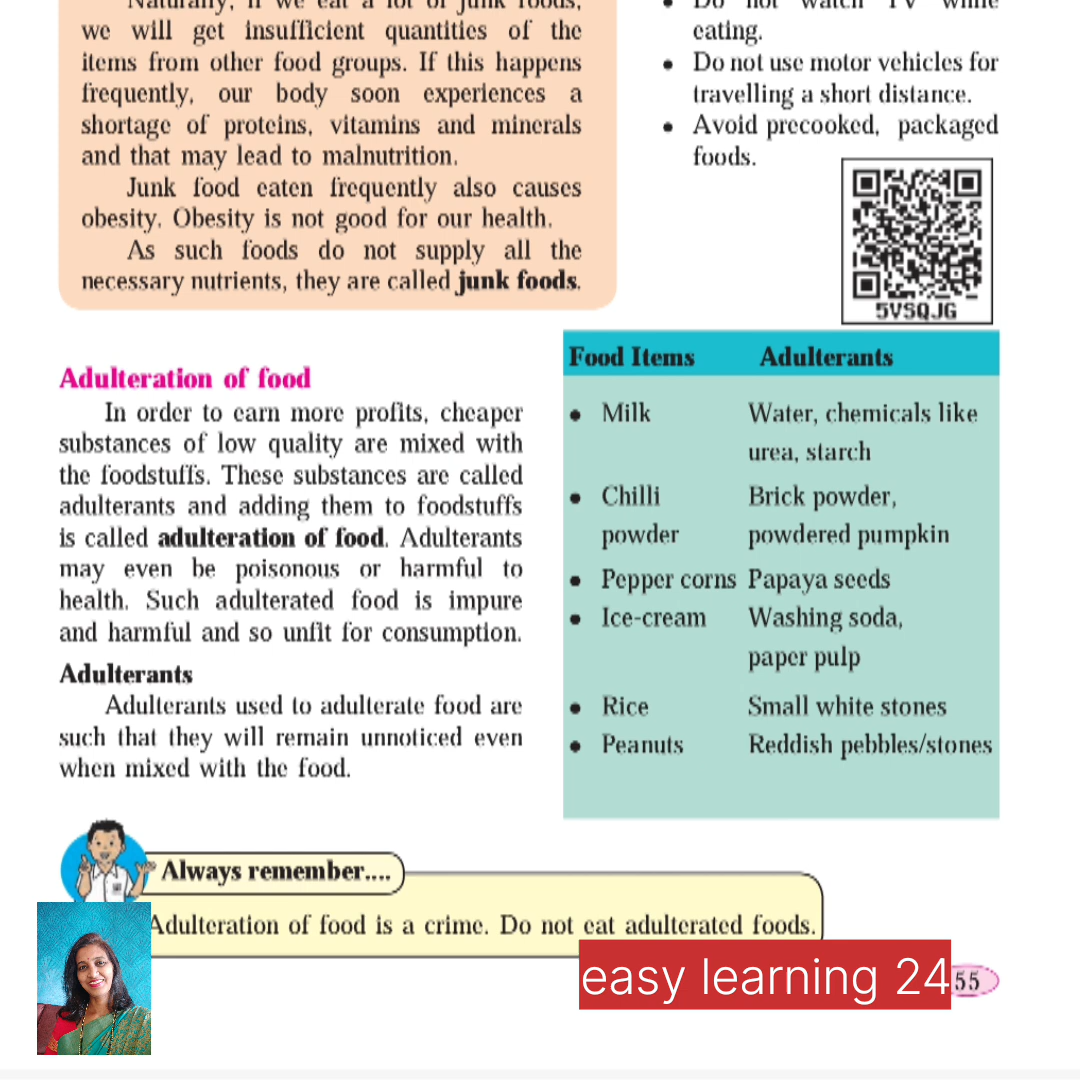 Naturally, if we eat a lot of junk foods,
we will get insufficient quantities of the
items from other food groups. If this happens
frequently, our body soon experiences a
shortage of proteins, vitamins and minerals
and that may lead to malnutrition.
Junk food eaten frequently also causes
obesity. Obesity is not good for our health.
As such foods do not supply all the
necessary nutrients, they are called junk foods.
• Do not watch TV while
eating.
• Do not use motor vehicles for
travelling a short distance.
• Avoid precooked, packaged
foods.
5VSQJG
Adulteration of food
In order to earn more profits, cheaper
substances of low quality are mixed with
the foodstuffs. These substances are called
adulterants and adding them to foodstuffs
is called adulteration of food. Adulterants
may even be poisonous or harmful to
health. Such adulterated food is impure
and harmful and so unfit for consumption.
Adulterants
Adulterants used to adulterate food are
such that they will remain unnoticed even
when mixed with the food.
Food Items Adulterants
• Milk Water, chemicals like
urea, starch
• Chilli Brick powder,
powder powdered pumpkin
• Pepper corns Papaya seeds
• Ice-cream Washing soda,
paper pulp
• Rice Small white stones
• Peanuts Reddish pebbles/stones
Always remember....
Adulteration of food is a crime. Do not eat adulterated foods.
easy learning 24
55